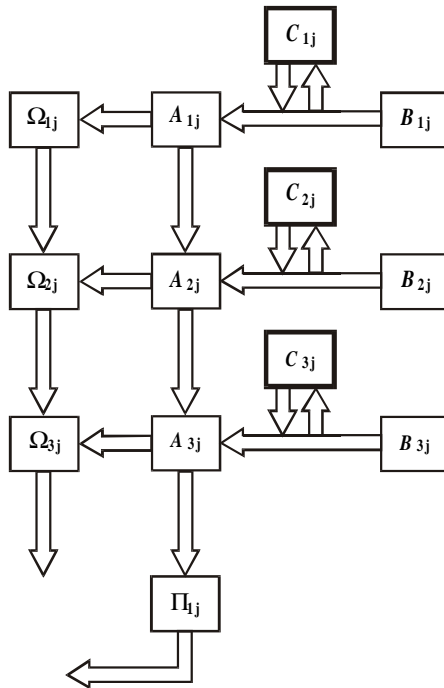 C1j
Ω1j A1j B1j
C2j
Ω2j A2j B2j
C3j
Ω3j A3j B3j
Π1j